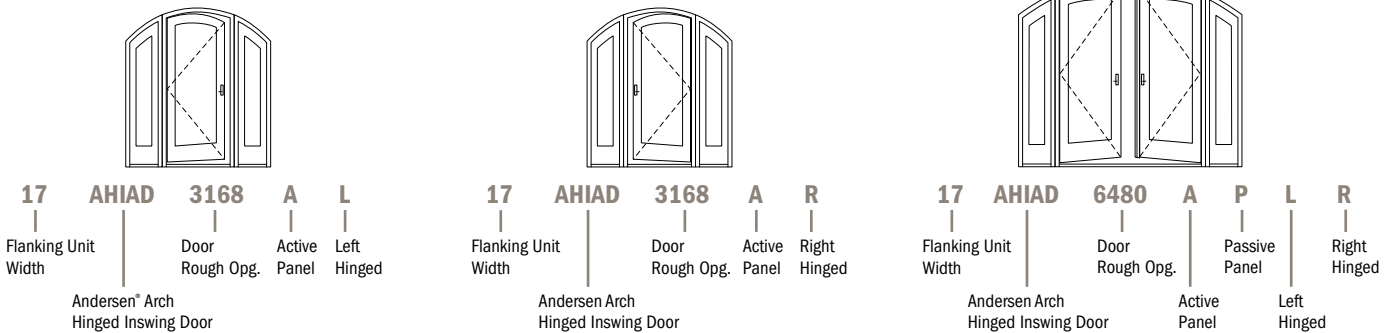 17 AHIAD 3168 A L
Flanking Unit
Width
Door
Rough Opg.
Active
Panel
Left
Hinged
Andersen® Arch
Hinged Inswing Door
17 AHIAD 3168 A R
Flanking Unit
Width
Door
Rough Opg.
Active
Panel
Right
Hinged
Andersen Arch
Hinged Inswing Door
17 AHIAD 6480 A P L R
Flanking Unit
Width
Door
Rough Opg.
Passive
Panel
Right
Hinged
Andersen Arch
Hinged Inswing Door
Active
Panel
Left
Hinged